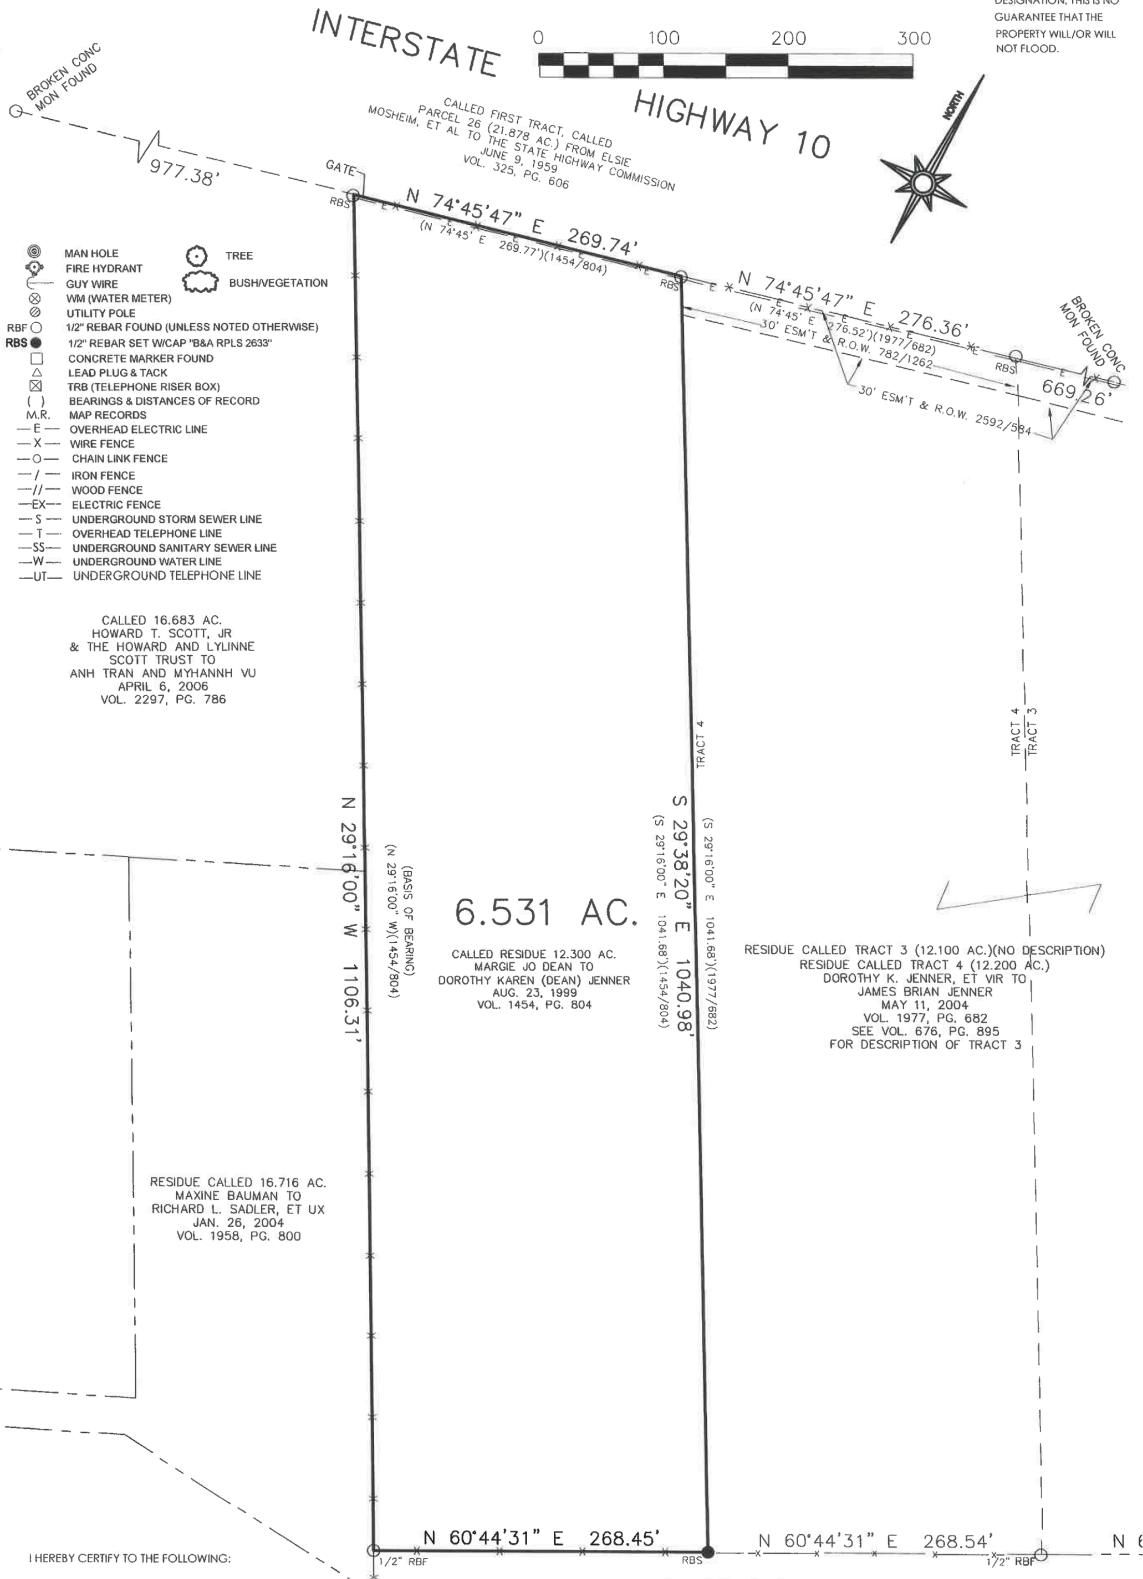 DESIGNATION, THIS IS NO
GUARANTEE THAT THE
PROPERTY WILL/OR WILL
NOT FLOOD.
INTERSTATE
HIGHWAY 10
0 100 200 300
NORTH
BROKEN CONC
MON FOUND
977.38'
CALLED FIRST TRACT, CALLED
PARCEL 26 (21.878 AC.) FROM ELSIE
MOSHEIM, ET AL TO THE STATE HIGHWAY COMMISSION
JUNE 9, 1959
VOL. 325, PG. 606
GATE
RBS
N 74°45'47" E 269.74'
(N 74°45' E 269.77')(1454/804)
RBS
N 74°45'47" E 276.36'
(N 74°45' E 276.52')(1977/682)
30' ESM'T & R.O.W. 782/1262
30' ESM'T & R.O.W. 2592/584
RBS
BROKEN CONC
MON FOUND
669.26'
MAN HOLE
TREE
FIRE HYDRANT
GUY WIRE
BUSH/VEGETATION
WM (WATER METER)
UTILITY POLE
RBF 1/2" REBAR FOUND (UNLESS NOTED OTHERWISE)
RBS 1/2" REBAR SET W/CAP "B&A RPLS 2633"
CONCRETE MARKER FOUND
LEAD PLUG & TACK
TRB (TELEPHONE RISER BOX)
( ) BEARINGS & DISTANCES OF RECORD
M.R. MAP RECORDS
— E — OVERHEAD ELECTRIC LINE
— X — WIRE FENCE
— O — CHAIN LINK FENCE
— / — IRON FENCE
— // — WOOD FENCE
—EX— ELECTRIC FENCE
— S — UNDERGROUND STORM SEWER LINE
— T — OVERHEAD TELEPHONE LINE
—SS— UNDERGROUND SANITARY SEWER LINE
—W— UNDERGROUND WATER LINE
—UT— UNDERGROUND TELEPHONE LINE
CALLED 16.683 AC.
HOWARD T. SCOTT, JR
& THE HOWARD AND LYLINNE
SCOTT TRUST TO
ANH TRAN AND MYHANNH VU
APRIL 6, 2006
VOL. 2297, PG. 786
TRACT 4
TRACT 4
TRACT 3
N 29°16'00" W 1106.31'
(BASIS OF BEARING)
(N 29°16'00" W)(1454/804)
S 29°38'20" E 1040.98'
(S 29°16'00" E 1041.68')(1454/804)
(S 29°16'00" E 1041.68')(1977/682)
6.531 AC.
CALLED RESIDUE 12.300 AC.
MARGIE JO DEAN TO
DOROTHY KAREN (DEAN) JENNER
AUG. 23, 1999
VOL. 1454, PG. 804
RESIDUE CALLED TRACT 3 (12.100 AC.)(NO DESCRIPTION)
RESIDUE CALLED TRACT 4 (12.200 AC.)
DOROTHY K. JENNER, ET VIR TO
JAMES BRIAN JENNER
MAY 11, 2004
VOL. 1977, PG. 682
SEE VOL. 676, PG. 895
FOR DESCRIPTION OF TRACT 3
RESIDUE CALLED 16.716 AC.
MAXINE BAUMAN TO
RICHARD L. SADLER, ET UX
JAN. 26, 2004
VOL. 1958, PG. 800
N 60°44'31" E 268.45'
N 60°44'31" E 268.54'
1/2" RBF
RBS
1/2" RBF
I HEREBY CERTIFY TO THE FOLLOWING: